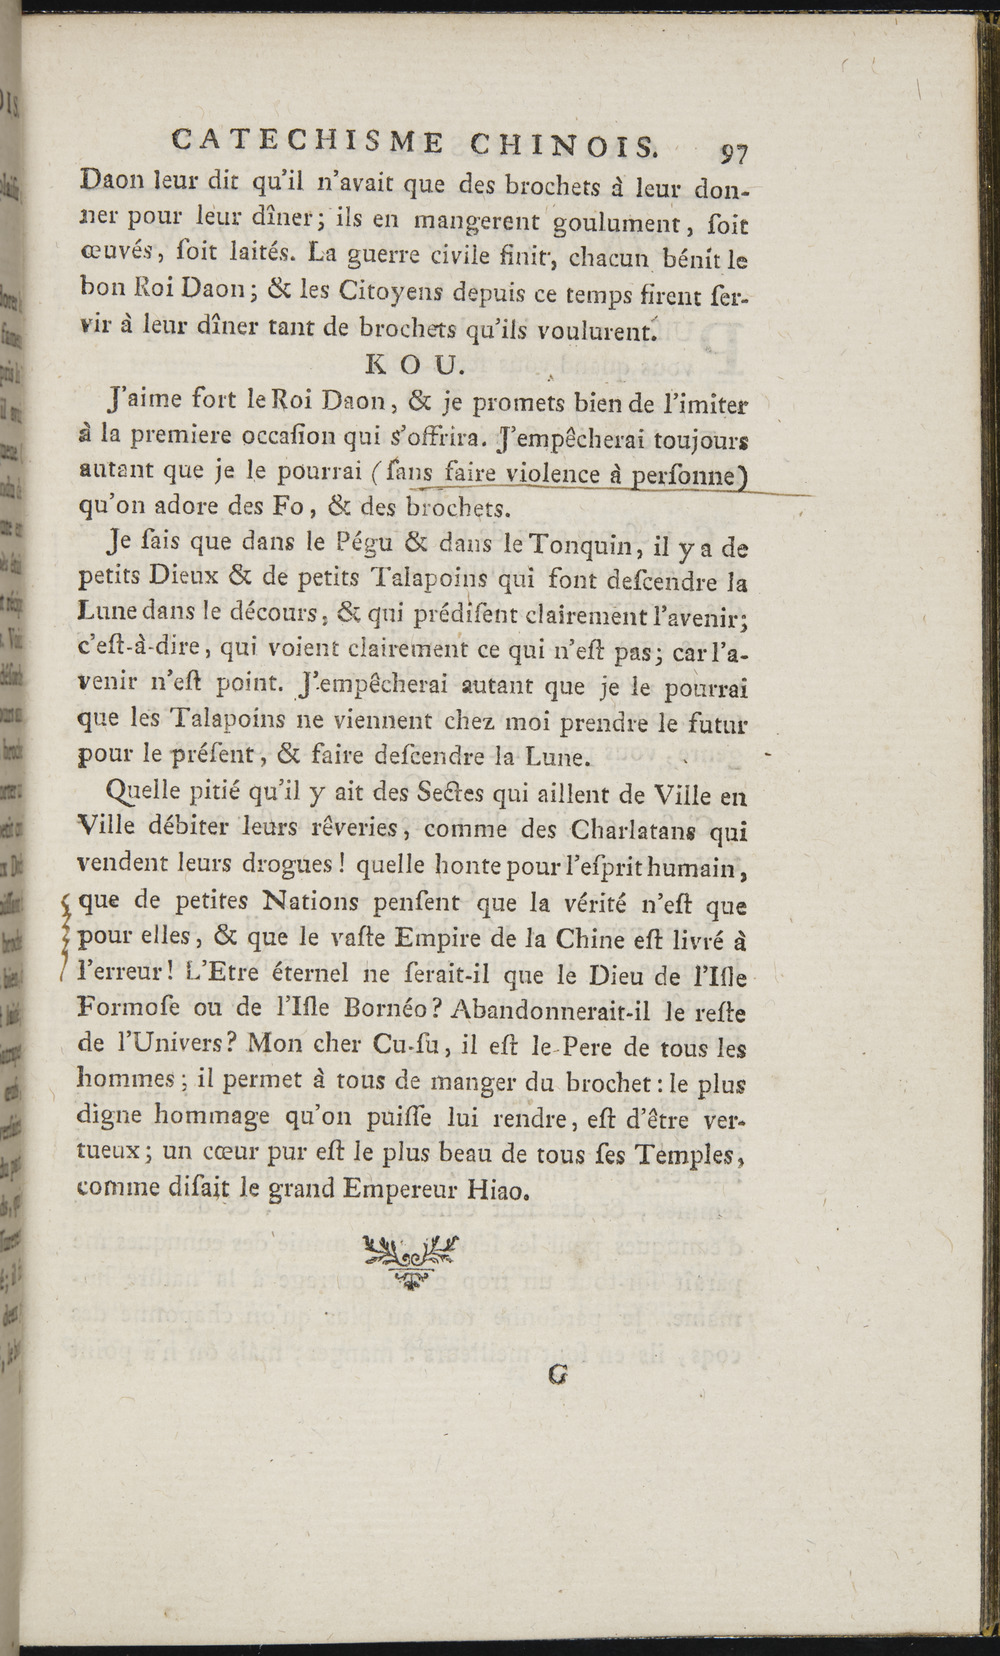 CATECHISME CHINOIS. 97
Daon leur dit qu'il n'avait que des brochets à leur don-
ner pour leur dîner; ils en mangerent goulument, ſoit
œuvés, ſoit laités. La guerre civile finit, chacun bénit le
bon Roi Daon; & les Citoyens depuis ce temps firent ſer-
vir à leur dîner tant de brochets qu'ils voulurent.
KOU.
J'aime fort le Roi Daon, & je promets bien de l'imiter
à la premiere occaſion qui s'offrira. J'empêcherai toujours
autant que je le pourrai (ſans faire violence à perſonne)
qu'on adore des Fo, & des brochets.
Je ſais que dans le Pégu & dans le Tonquin, il y a de
petits Dieux & de petits Talapoins qui font deſcendre la
Lune dans le décours, & qui prédiſent clairement l'avenir;
c'eſt-à-dire, qui voient clairement ce qui n'eſt pas; car l'a-
venir n'eſt point. J'empêcherai autant que je le pourrai
que les Talapoins ne viennent chez moi prendre le futur
pour le préſent, & faire deſcendre la Lune.
Quelle pitié qu'il y ait des Sectes qui aillent de Ville en
Ville débiter leurs rêveries, comme des Charlatans qui
vendent leurs drogues! quelle honte pour l'eſprit humain,
que de petites Nations penſent que la vérité n'eſt que
pour elles, & que le vaſte Empire de la Chine eſt livré à
l'erreur! L'Etre éternel ne ſerait-il que le Dieu de l'Iſle
Formoſe ou de l'Iſle Bornéo? Abandonnerait-il le reſte
de l'Univers? Mon cher Cu-ſu, il eſt le Pere de tous les
hommes; il permet à tous de manger du brochet: le plus
digne hommage qu'on puiſſe lui rendre, eſt d'être ver-
tueux; un cœur pur eſt le plus beau de tous ſes Temples,
comme diſait le grand Empereur Hiao.
G